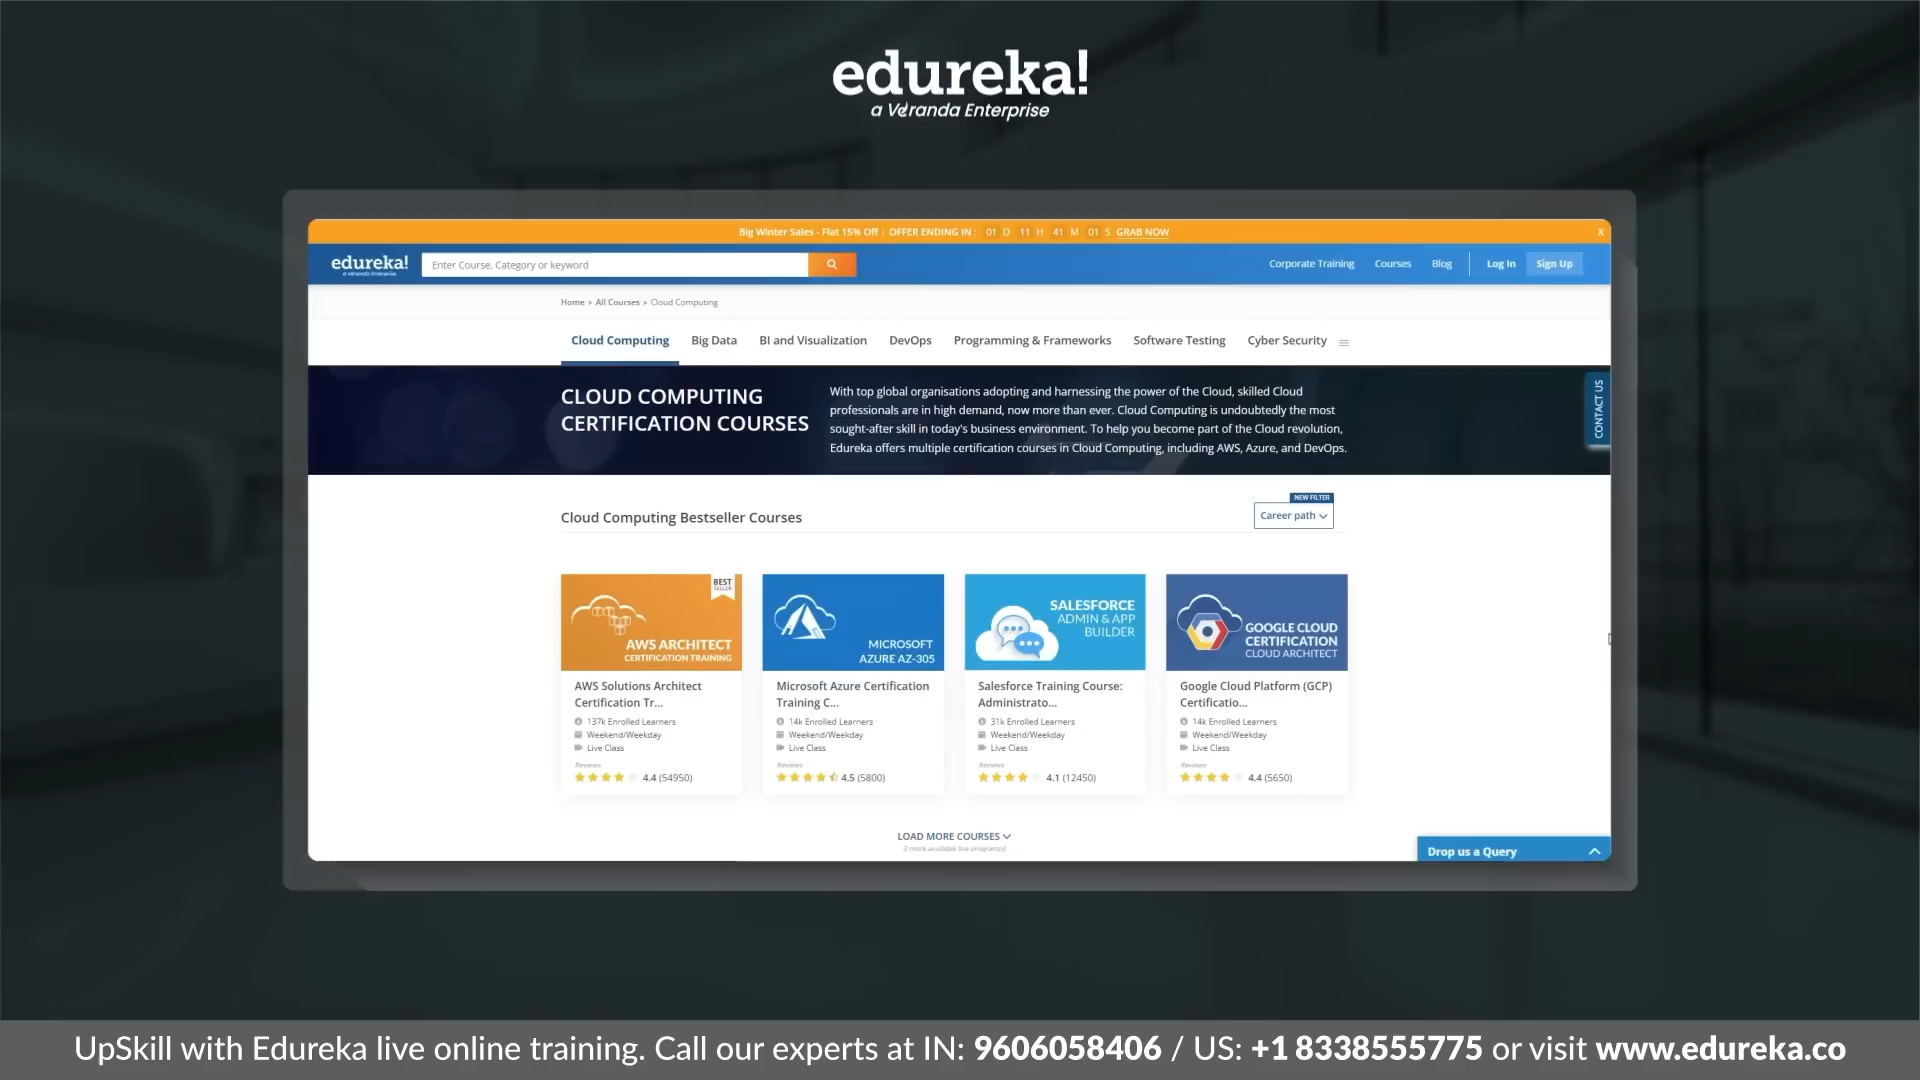 edureka!
a Veranda Enterprise
Big Winter Sales - Flat 15% Off | OFFER ENDING IN : 01 D 11 H 41 M 01 S GRAB NOW X
edureka!
a veranda Enterprise
Enter Course, Category or keyword
Corporate Training Courses Blog Log In Sign Up
Home > All Courses > Cloud Computing
Cloud Computing Big Data BI and Visualization DevOps Programming & Frameworks Software Testing Cyber Security
CLOUD COMPUTING
CERTIFICATION COURSES
With top global organisations adopting and harnessing the power of the Cloud, skilled Cloud
professionals are in high demand, now more than ever. Cloud Computing is undoubtedly the most
sought-after skill in today's business environment. To help you become part of the Cloud revolution,
Edureka offers multiple certification courses in Cloud Computing, including AWS, Azure, and DevOps.
CONTACT US
Cloud Computing Bestseller Courses
NEW FILTER
Career path
BEST
SELLER
AWS ARCHITECT
CERTIFICATION TRAINING
AWS Solutions Architect
Certification Tr...
137k Enrolled Learners
Weekend/Weekday
Live Class
Reviews
4.4 (54950)
MICROSOFT
AZURE AZ-305
Microsoft Azure Certification
Training C...
14k Enrolled Learners
Weekend/Weekday
Live Class
Reviews
4.5 (5800)
SALESFORCE
ADMIN & APP
BUILDER
Salesforce Training Course:
Administrato...
31k Enrolled Learners
Weekend/Weekday
Live Class
Reviews
4.1 (12450)
GOOGLE CLOUD
CERTIFICATION
CLOUD ARCHITECT
Google Cloud Platform (GCP)
Certificatio...
14k Enrolled Learners
Weekend/Weekday
Live Class
Reviews
4.4 (5650)
LOAD MORE COURSES
3 more available live program(s)
Drop us a Query
UpSkill with Edureka live online training. Call our experts at IN: 9606058406 / US: +1 8338555775 or visit www.edureka.co